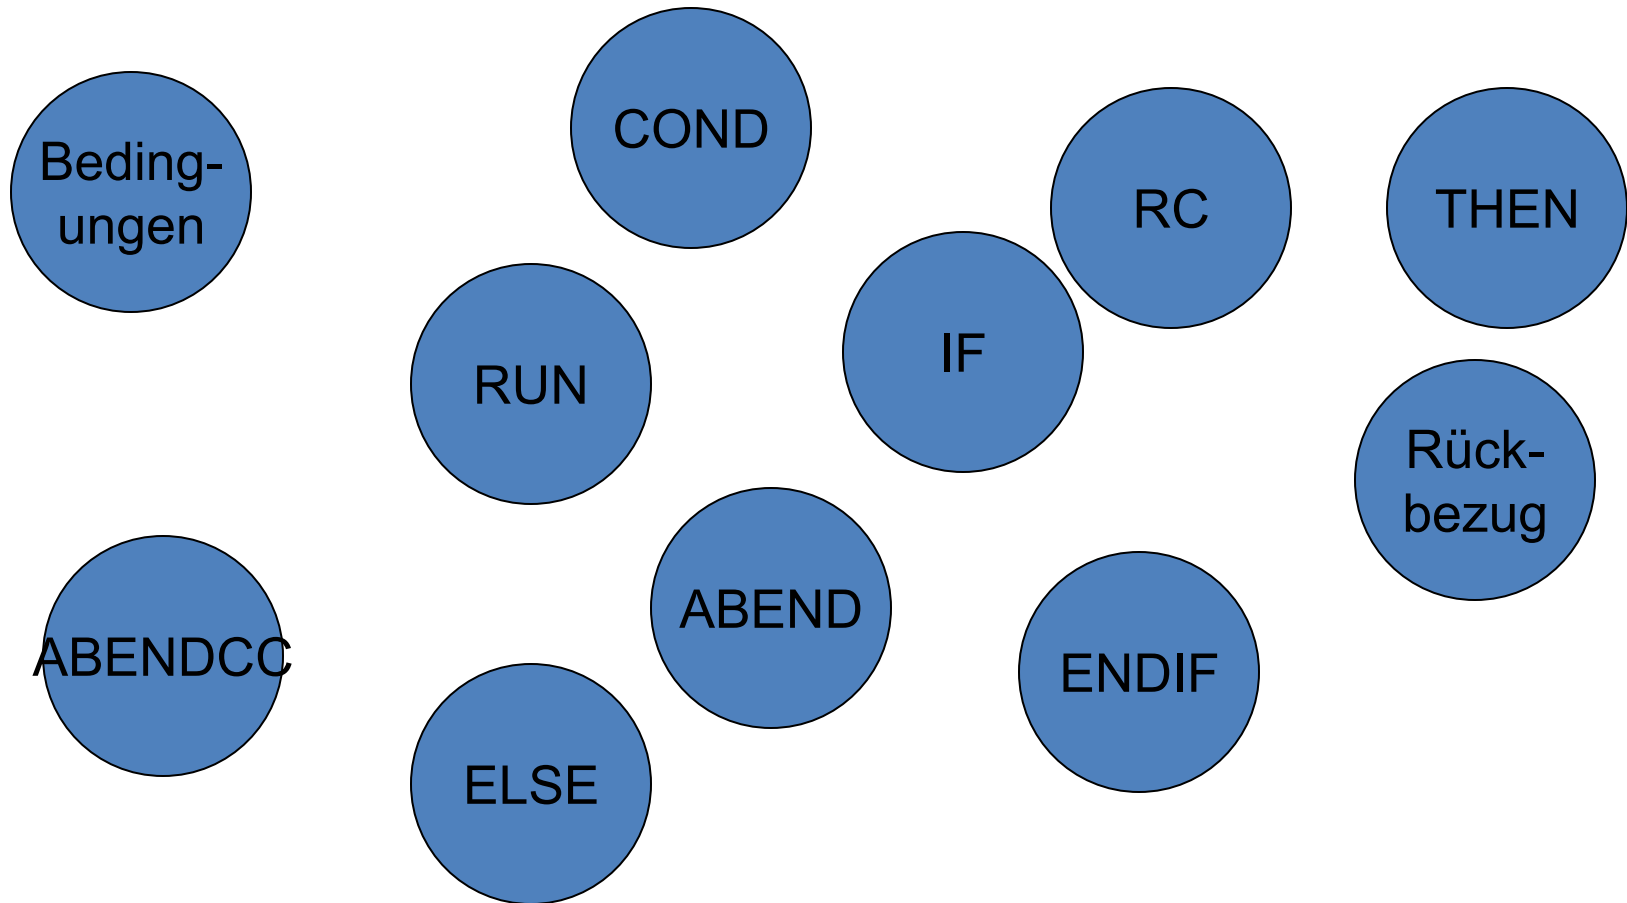 COND
Beding-
ungen
RC
THEN
IF
RUN
Rück-
bezug
ABEND
ABENDCC
ENDIF
ELSE